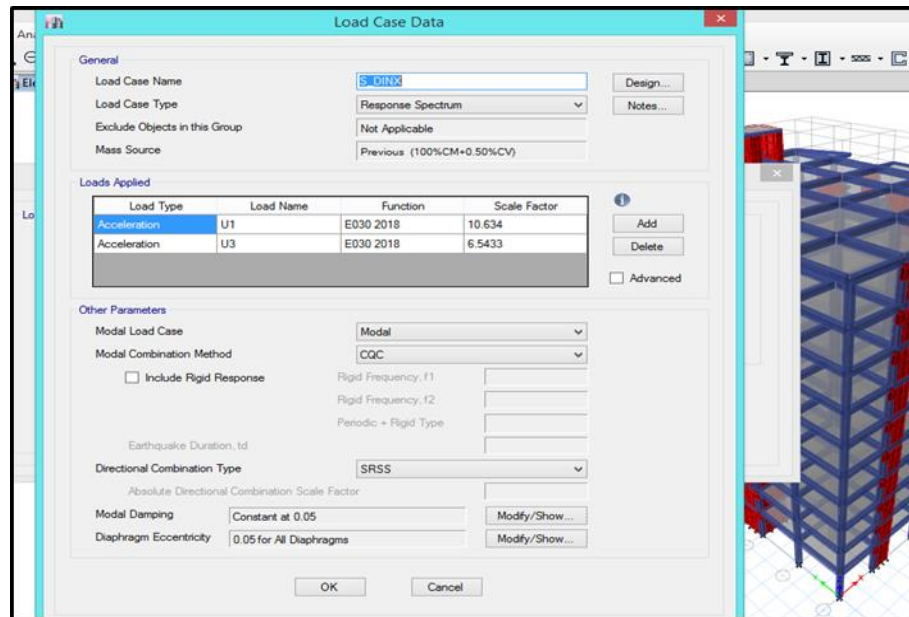 Load Case Data
Ana
Ele
Lo
General
Load Case Name S_DINX Design...
Load Case Type Response Spectrum Notes...
Exclude Objects in this Group Not Applicable
Mass Source Previous (100%CM+0.50%CV)
Loads Applied
Load Type Load Name Function Scale Factor
Acceleration U1 E030 2018 10.634 Add
Acceleration U3 E030 2018 6.5433 Delete
Advanced
Other Parameters
Modal Load Case Modal
Modal Combination Method CQC
Include Rigid Response Rigid Frequency, f1
Rigid Frequency, f2
Periodic + Rigid Type
Earthquake Duration, td
Directional Combination Type SRSS
Absolute Directional Combination Scale Factor
Modal Damping Constant at 0.05 Modify/Show...
Diaphragm Eccentricity 0.05 for All Diaphragms Modify/Show...
OK Cancel